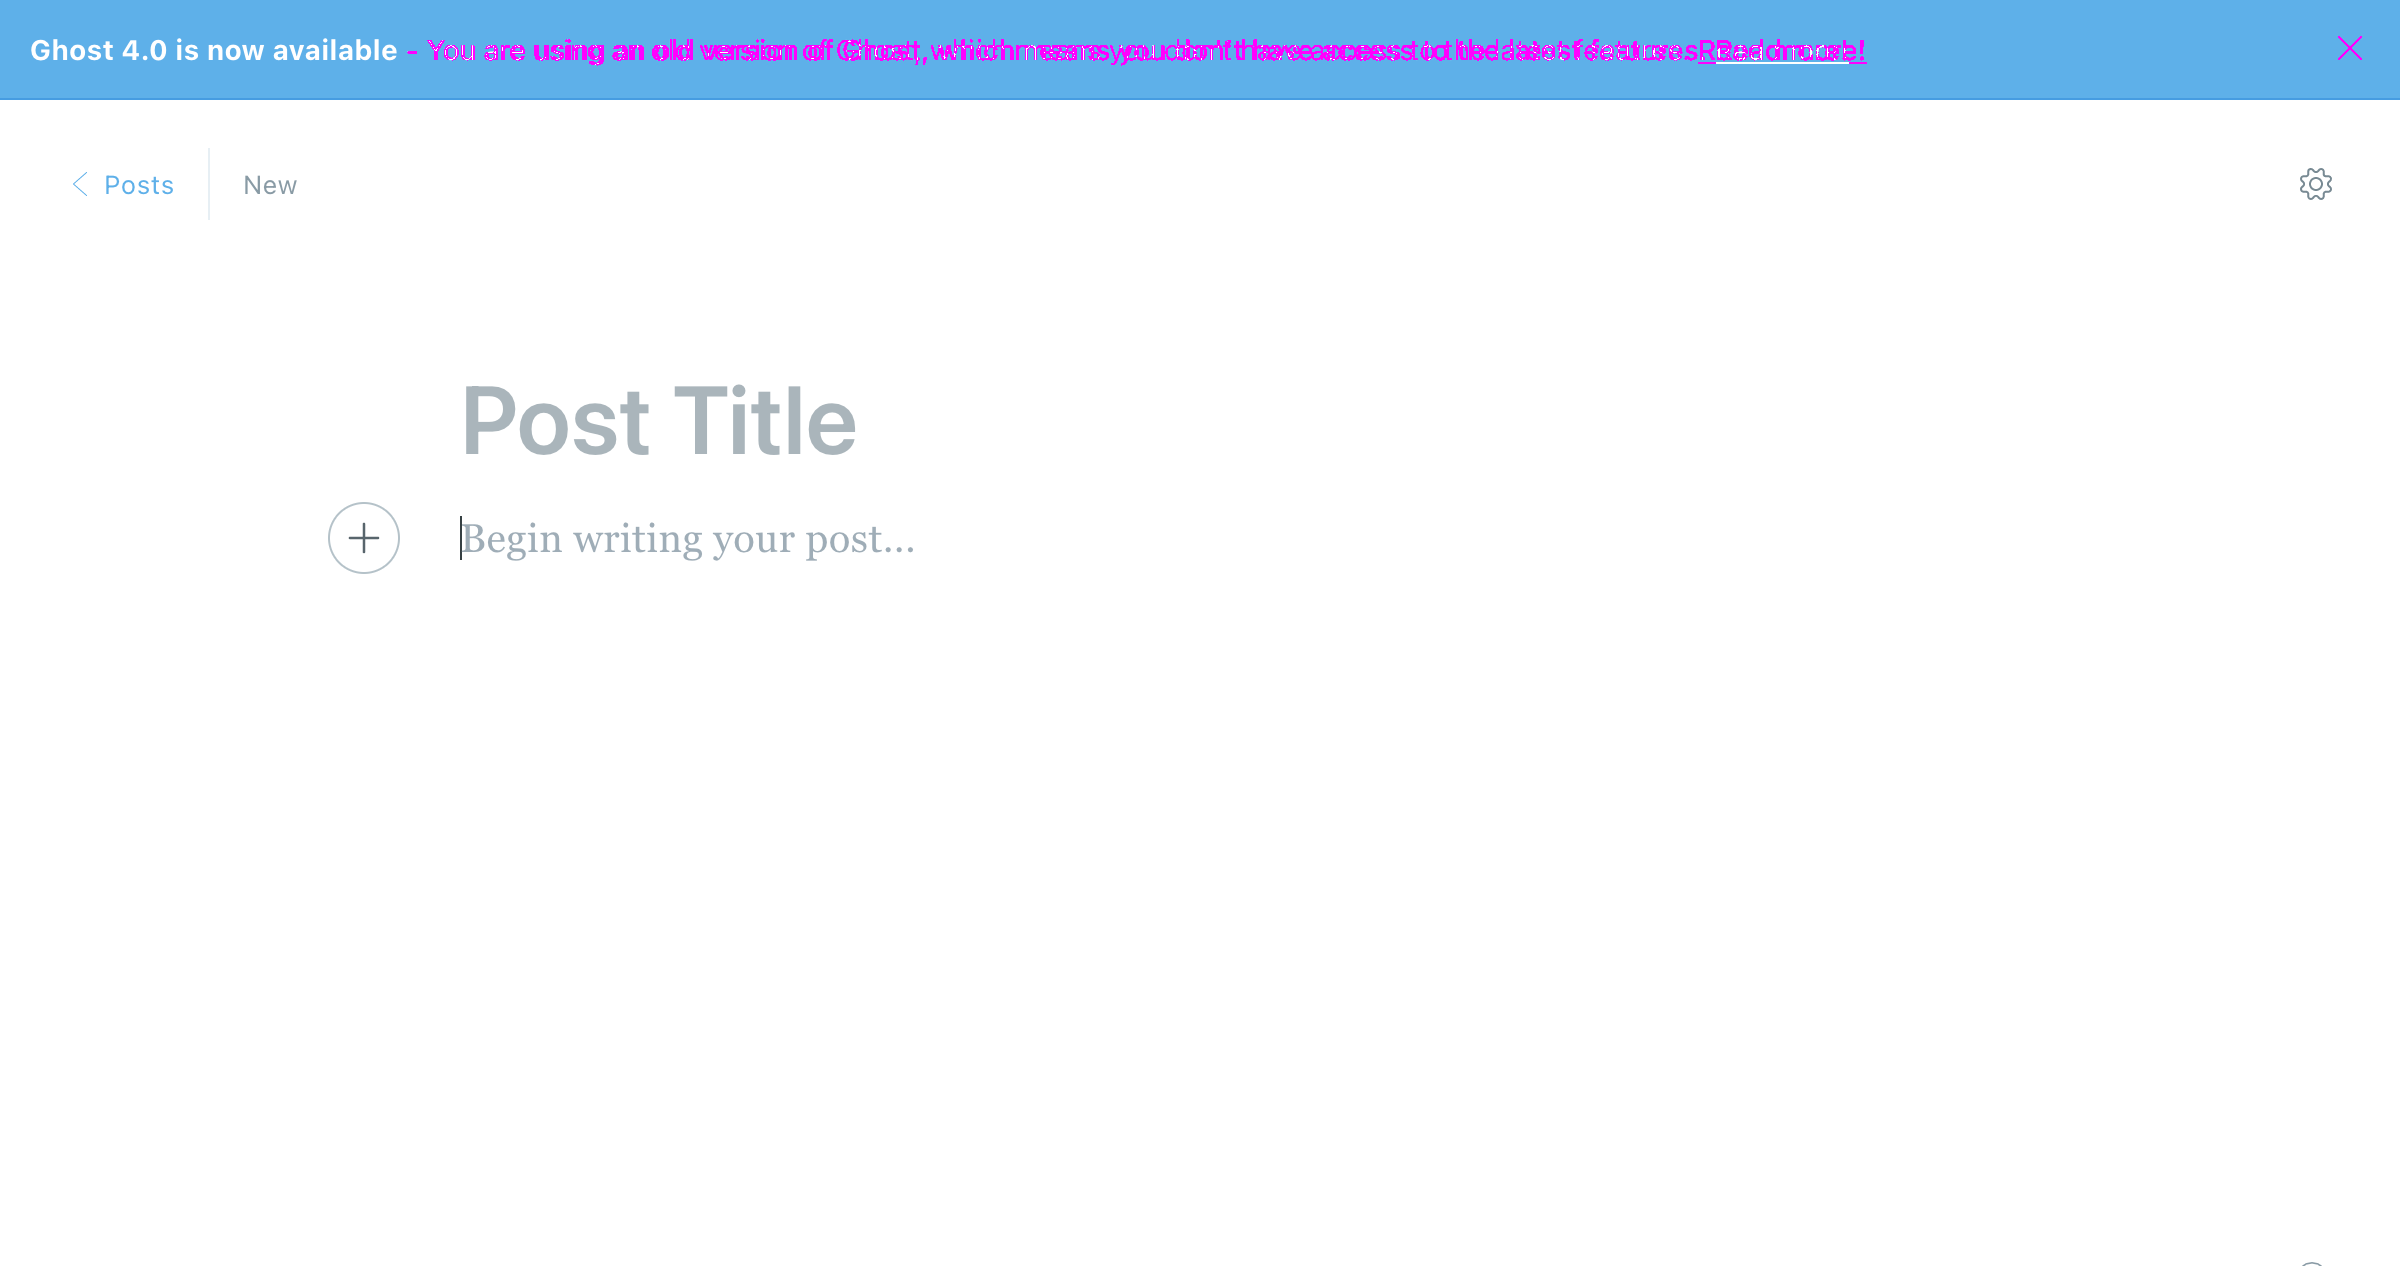 Ghost 4.0 is now available - You are using an old version of Ghost, which means you don't have access to the latest features. Read more!
Posts
New
Post Title
Begin writing your post...